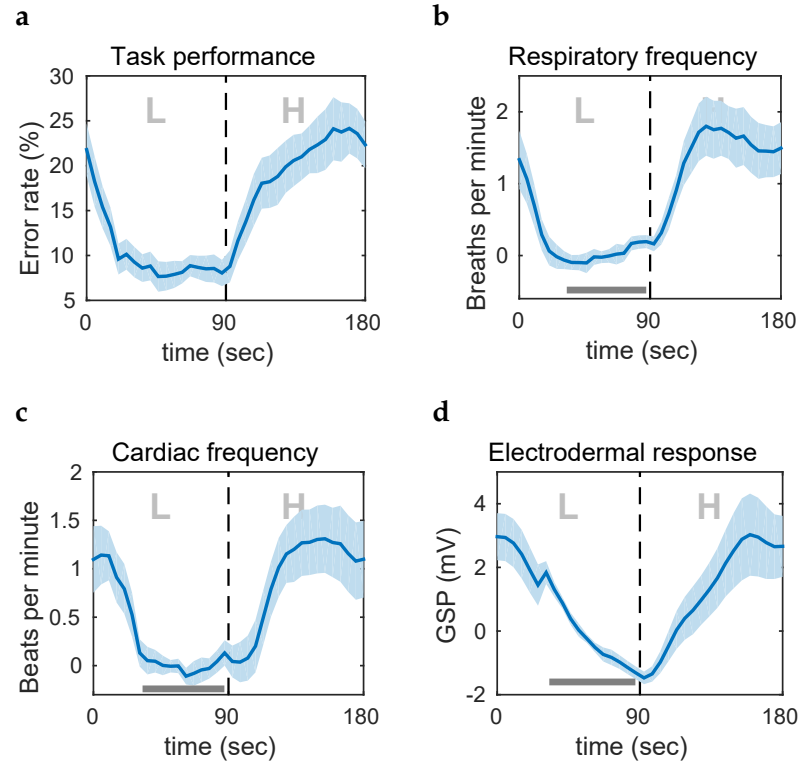 a
Task performance
30
25
20
15
10
5
Error rate (%)
L
H
0
90
180
time (sec)
b
Respiratory frequency
2
1
0
Breaths per minute
L
H
0
90
180
time (sec)
c
Cardiac frequency
2
1.5
1
0.5
0
Beats per minute
L
H
0
90
180
time (sec)
d
Electrodermal response
4
2
0
-2
GSP (mV)
L
H
0
90
180
time (sec)